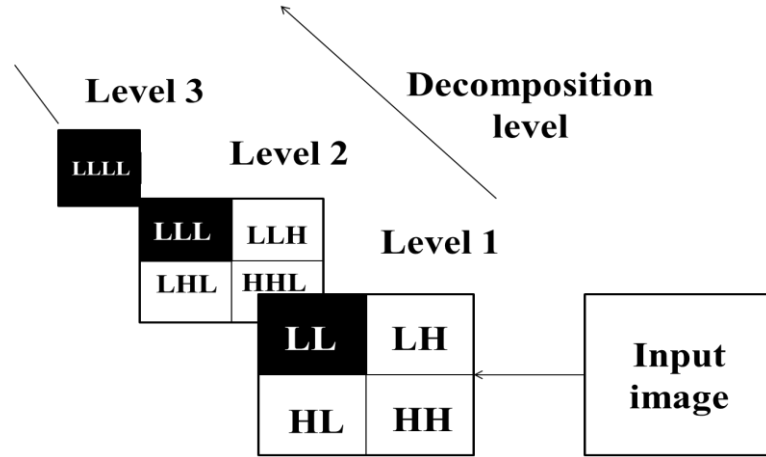 Level 3
Decomposition
level
Level 2
LLLL
LLL LLH
Level 1
LHL HHL
LL LH
Input
image
HL HH